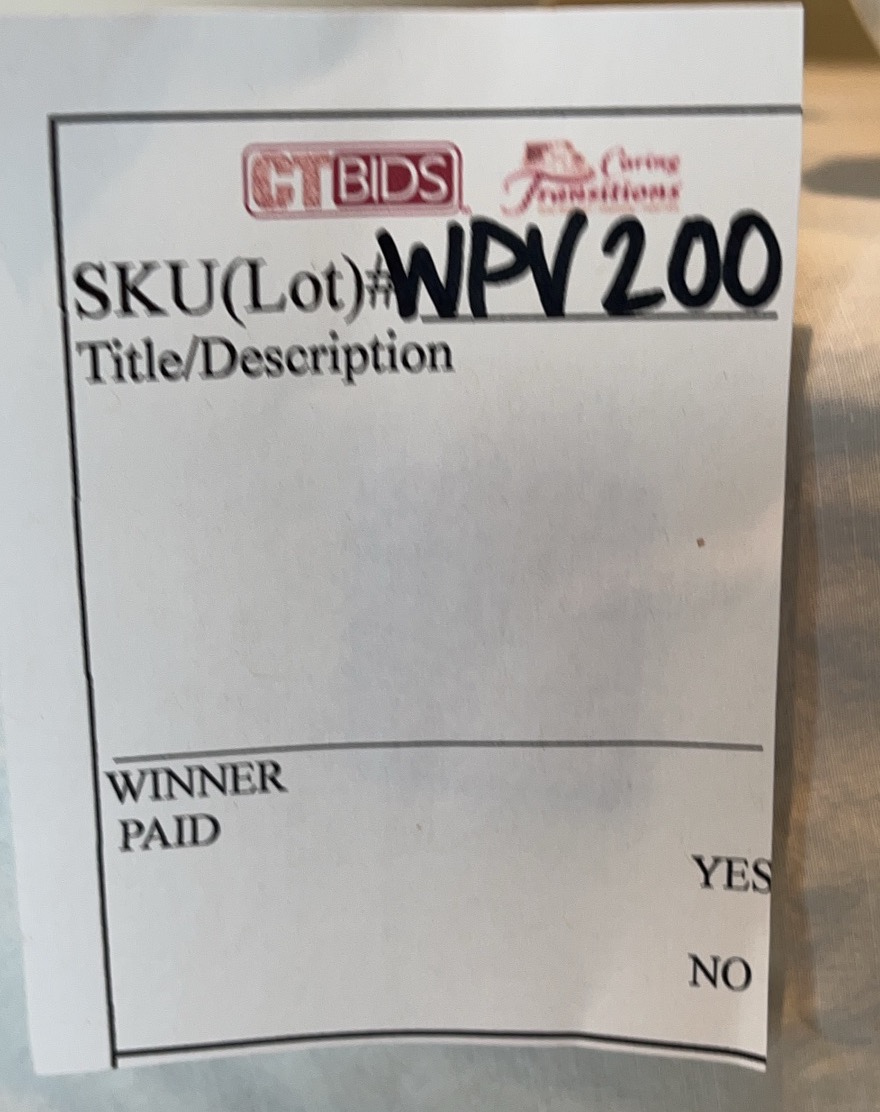 CTBIDS Caring
Transitions
SKU(Lot)#WPV200
Title/Description
WINNER
PAID
YES
NO